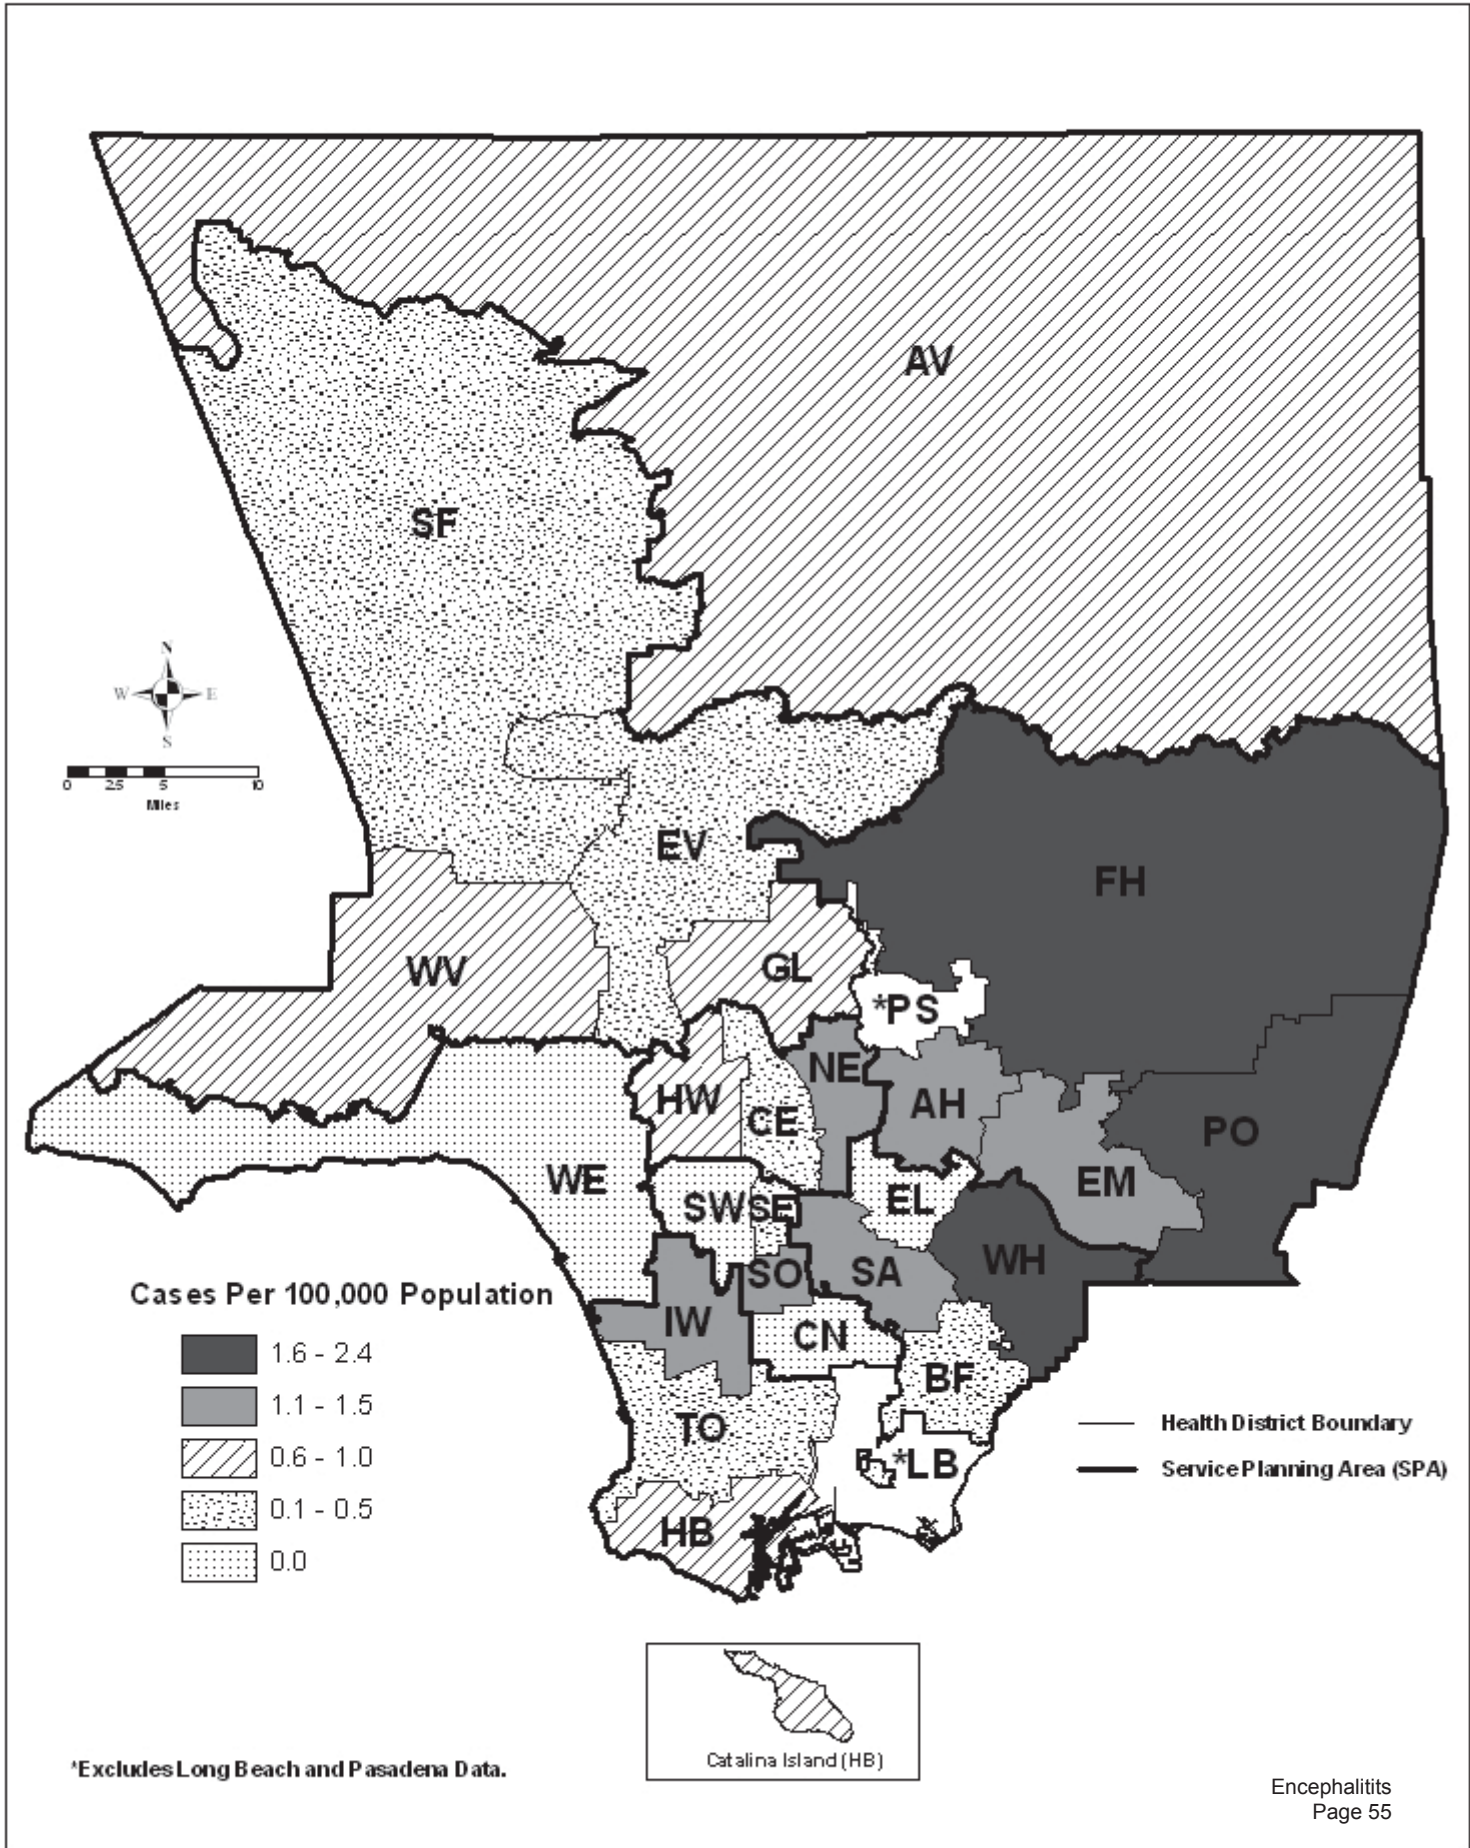 AV
SF
N
W E
S
0 2.5 5 10
Miles
EV
FH
WV
GL
*PS
NE
HW
AH
CE
PO
WE
EM
SW
SE
EL
WH
SO
SA
Cases Per 100,000 Population
IW
CN
1.6 - 2.4
BF
1.1 - 1.5
Health District Boundary
TO
0.6 - 1.0
*LB
Service Planning Area (SPA)
0.1 - 0.5
HB
0.0
Catalina Island (HB)
*Excludes Long Beach and Pasadena Data.
Encephalitits
Page 55